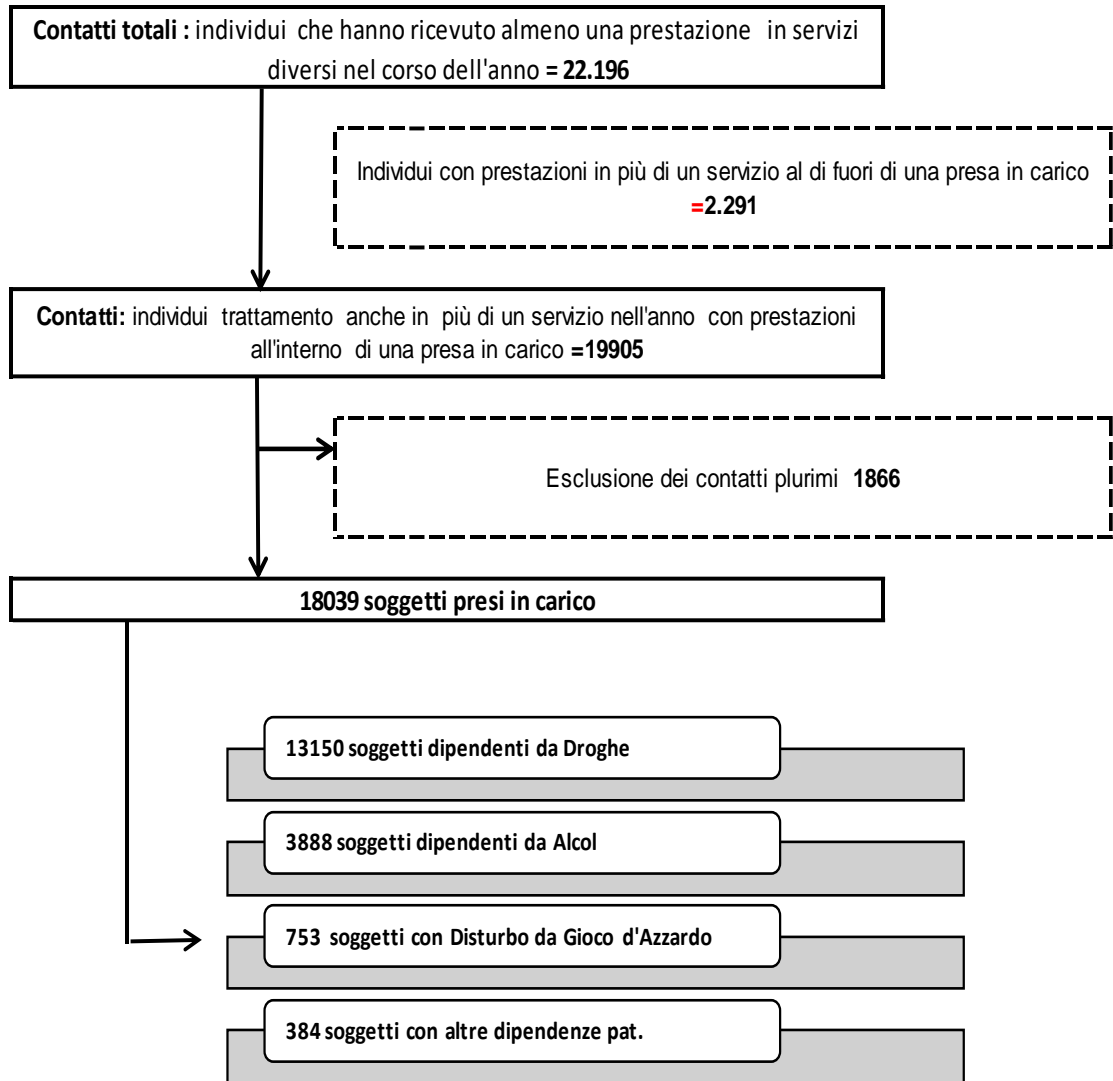 Contatti totali : individui che hanno ricevuto almeno una prestazione in servizi
diversi nel corso dell'anno = 22.196
Individui con prestazioni in più di un servizio al di fuori di una presa in carico
=2.291
Contatti: individui trattamento anche in più di un servizio nell'anno con prestazioni
all'interno di una presa in carico =19905
Esclusione dei contatti plurimi 1866
18039 soggetti presi in carico
13150 soggetti dipendenti da Droghe
3888 soggetti dipendenti da Alcol
753 soggetti con Disturbo da Gioco d'Azzardo
384 soggetti con altre dipendenze pat.